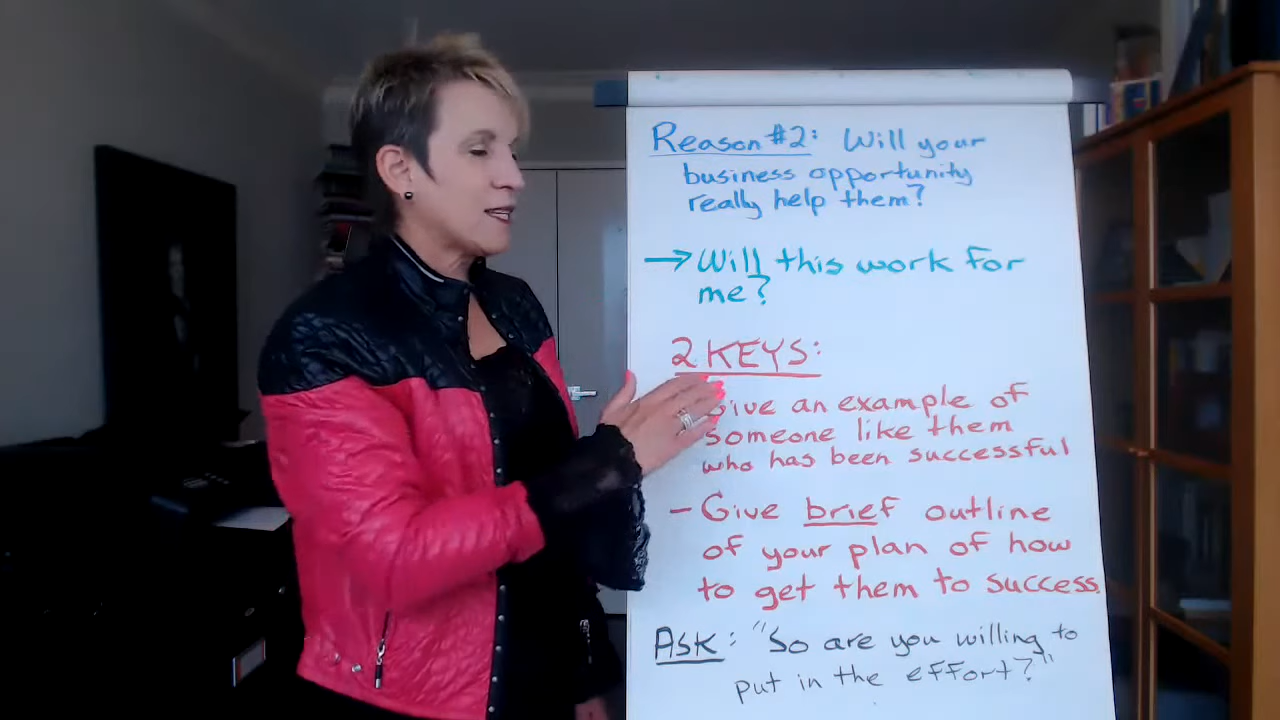 Reason #2: Will your
business opportunity
really help them?
→ Will this work for
me?
2 KEYS:
Give an example of
someone like them
who has been successful
- Give brief outline
of your plan of how
to get them to success.
Ask: "So are you willing to
put in the effort?"